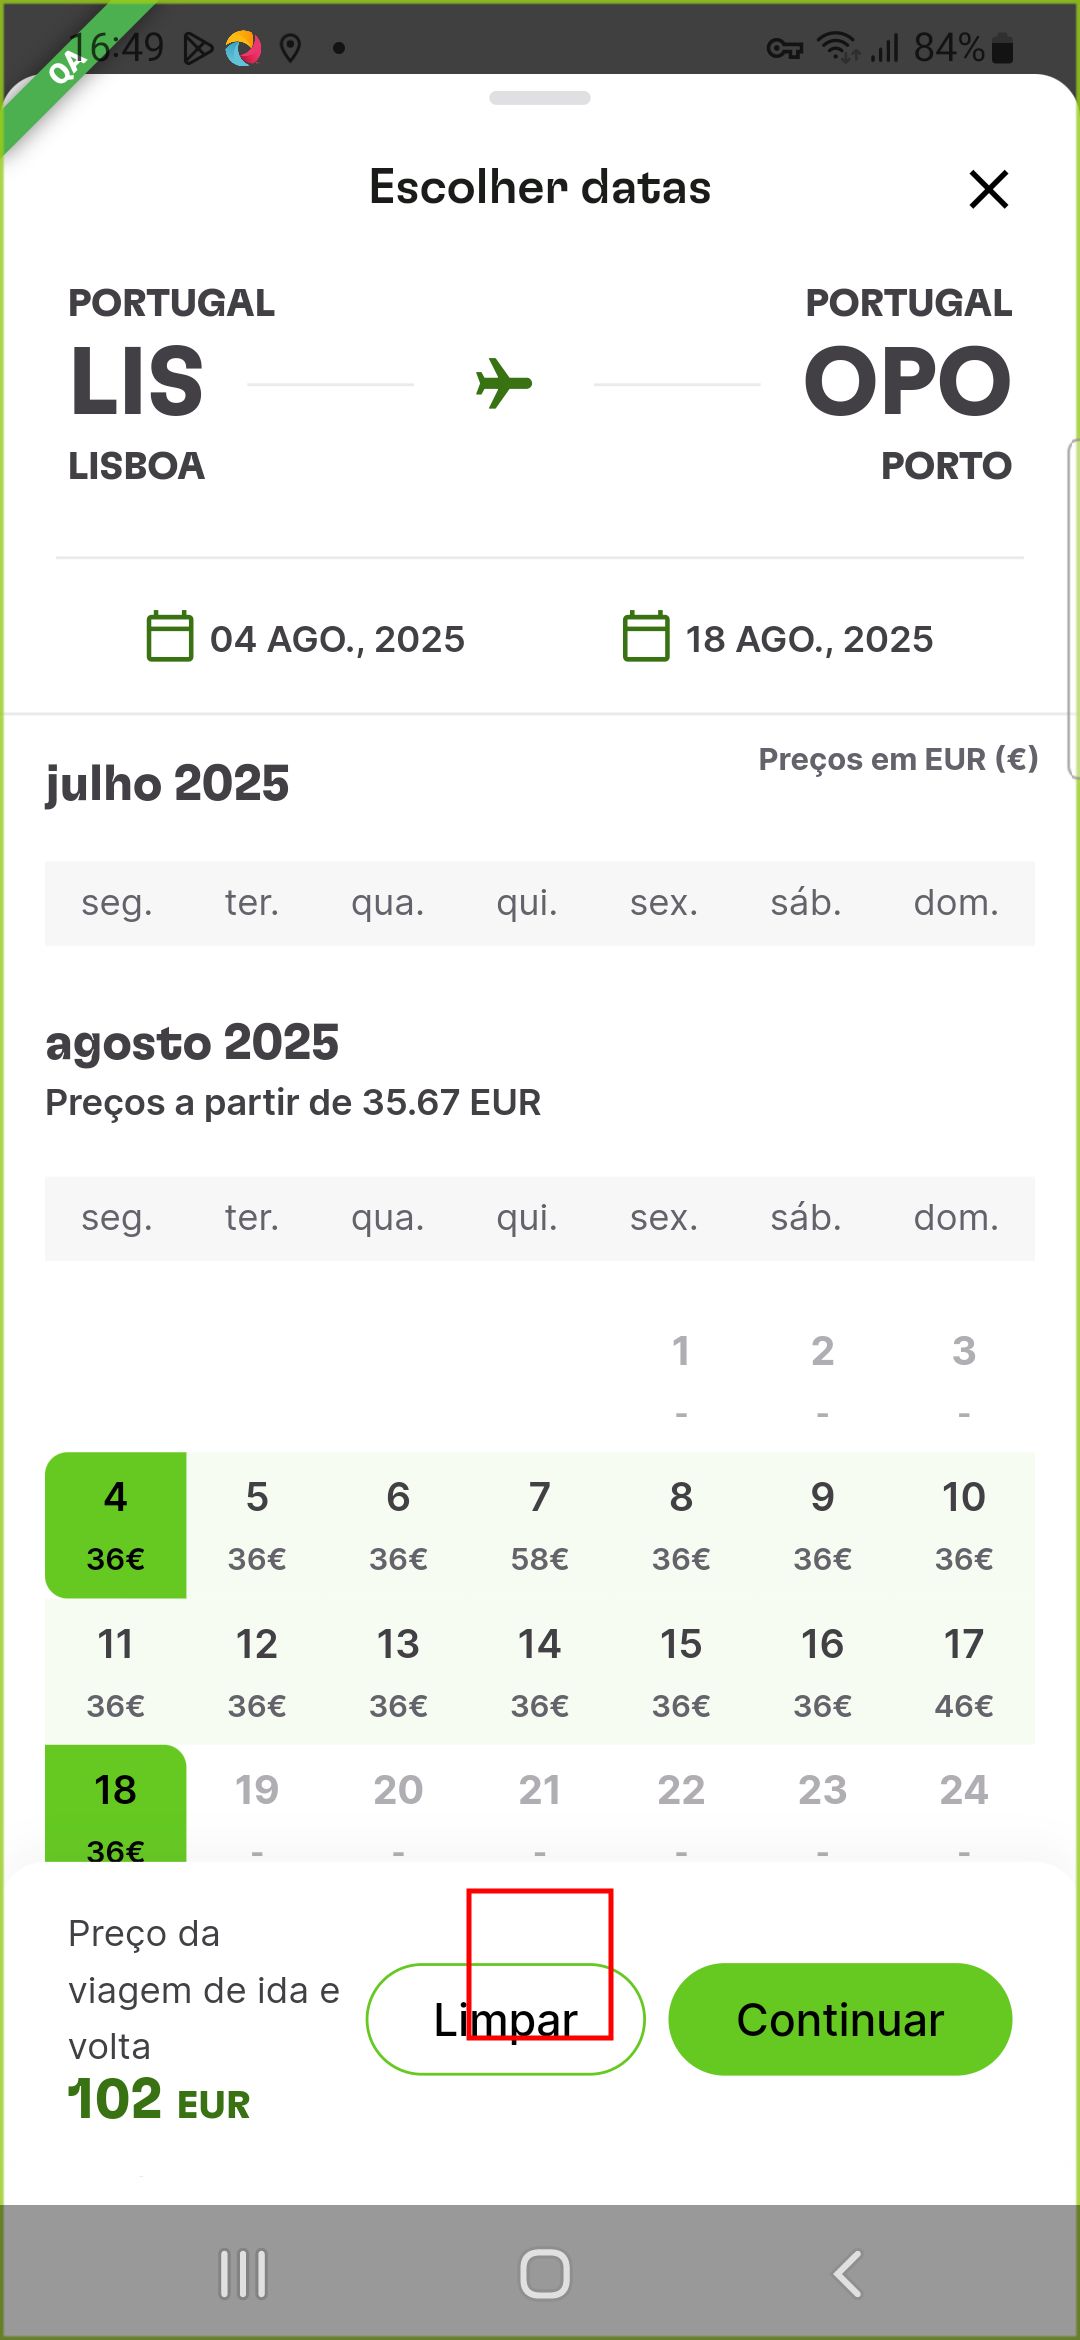 16:49
84%
QA
Escolher datas
PORTUGAL PORTUGAL
LIS OPO
LISBOA PORTO
04 AGO., 2025 18 AGO., 2025
Preços em EUR (€)
julho 2025
seg. ter. qua. qui. sex. sáb. dom.
agosto 2025
Preços a partir de 35.67 EUR
seg. ter. qua. qui. sex. sáb. dom.
1 2 3
- - -
4 5 6 7 8 9 10
36€ 36€ 36€ 58€ 36€ 36€ 36€
11 12 13 14 15 16 17
36€ 36€ 36€ 36€ 36€ 36€ 46€
18 19 20 21 22 23 24
36€ - - - - - -
Preço da
viagem de ida e
volta
102 EUR
Limpar
Continuar